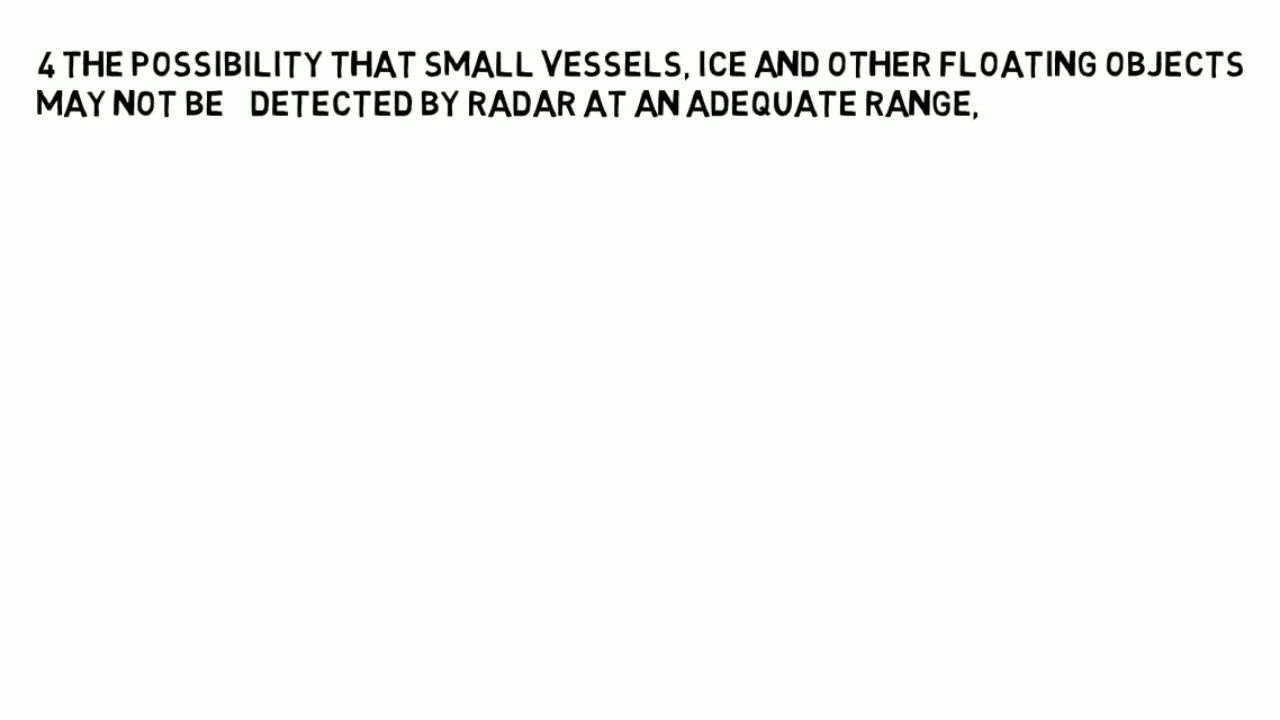 4 THE POSSIBILITY THAT SMALL VESSELS, ICE AND OTHER FLOATING OBJECTS
MAY NOT BE DETECTED BY RADAR AT AN ADEQUATE RANGE,